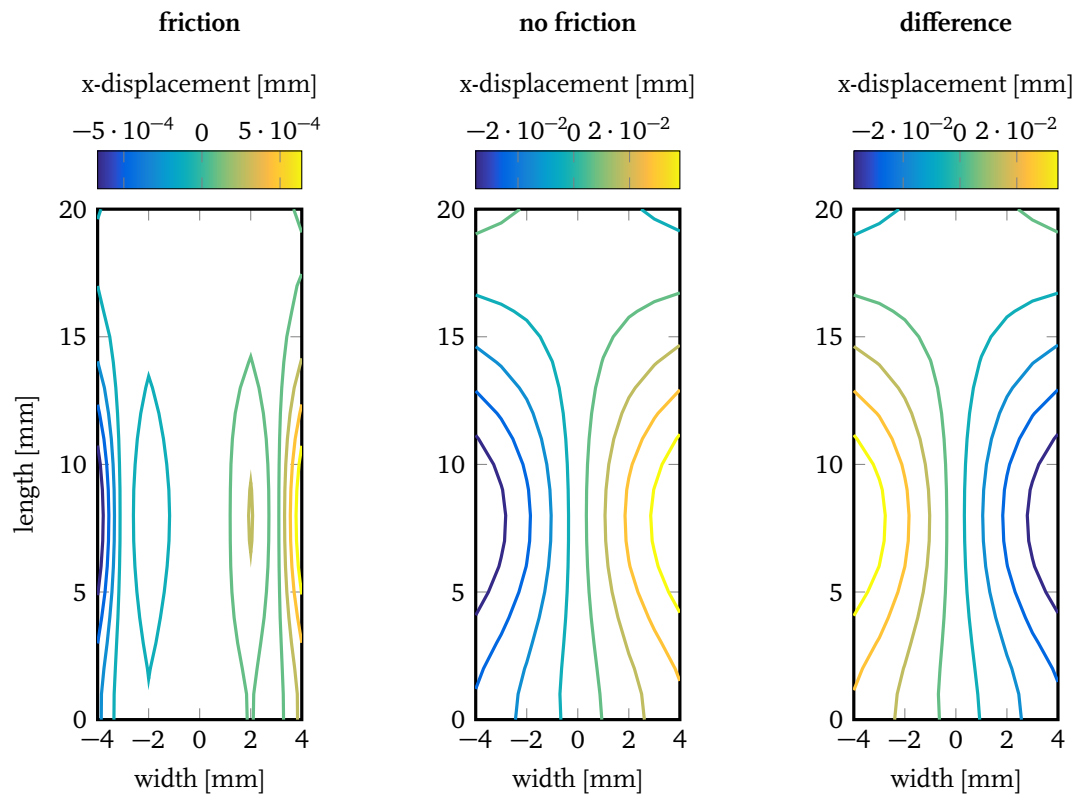 friction
no friction
difference
x-displacement [mm]
x-displacement [mm]
x-displacement [mm]
−5 · 10⁻⁴ 0 5 · 10⁻⁴
−2 · 10⁻² 0 2 · 10⁻²
−2 · 10⁻² 0 2 · 10⁻²
length [mm]
20
15
10
5
0
−4 −2 0 2 4
width [mm]
20
15
10
5
0
−4 −2 0 2 4
width [mm]
20
15
10
5
0
−4 −2 0 2 4
width [mm]